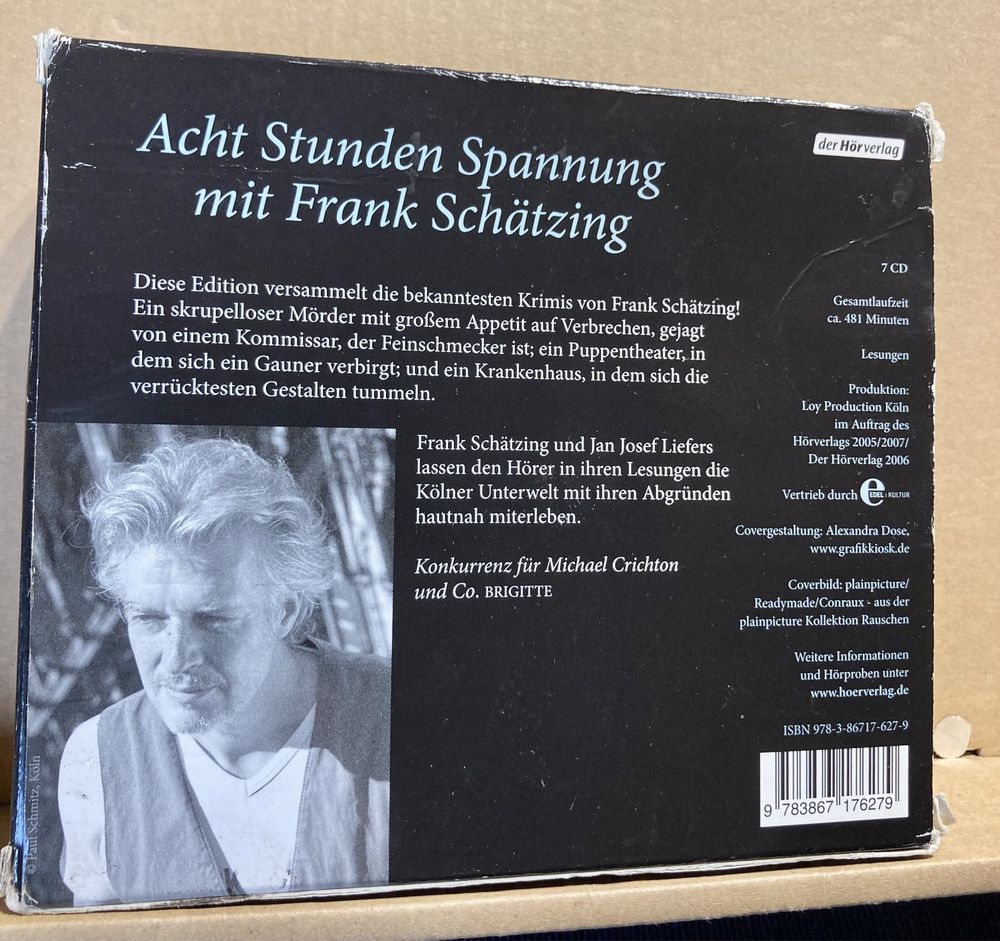 Acht Stunden Spannung
mit Frank Schätzing
der Hörverlag
Diese Edition versammelt die bekanntesten Krimis von Frank Schätzing!
Ein skrupelloser Mörder mit großem Appetit auf Verbrechen, gejagt
von einem Kommissar, der Feinschmecker ist; ein Puppentheater, in
dem sich ein Gauner verbirgt; und ein Krankenhaus, in dem sich die
verrücktesten Gestalten tummeln.
Frank Schätzing und Jan Josef Liefers
lassen den Hörer in ihren Lesungen die
Kölner Unterwelt mit ihren Abgründen
hautnah miterleben.
Konkurrenz für Michael Crichton
und Co. BRIGITTE
7 CD
Gesamtlaufzeit
ca. 481 Minuten
Lesungen
Produktion:
Loy Production Köln
im Auftrag des
Hörverlags 2005/2007/
Der Hörverlag 2006
Vertrieb durch e EDEL:KULTUR
Covergestaltung: Alexandra Dose,
www.grafikkiosk.de
Coverbild: plainpicture/
Readymade/Conraux - aus der
plainpicture Kollektion Rauschen
Weitere Informationen
und Hörproben unter
www.hoerverlag.de
ISBN 978-3-86717-627-9
9 783867 176279
© Paul Schmitz, Köln